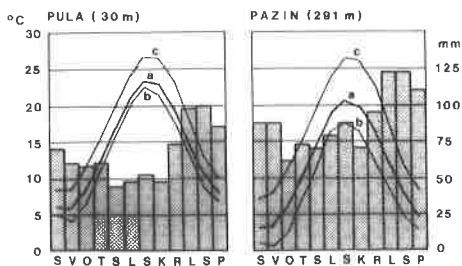 PULA (30 m)
PAZIN (291 m)
°C
mm
30
25
20
15
10
5
0
125
100
75
50
25
0
c
a
b
c
a
b
S V O T S L S K R L S P
S V O T S L S K R L S P